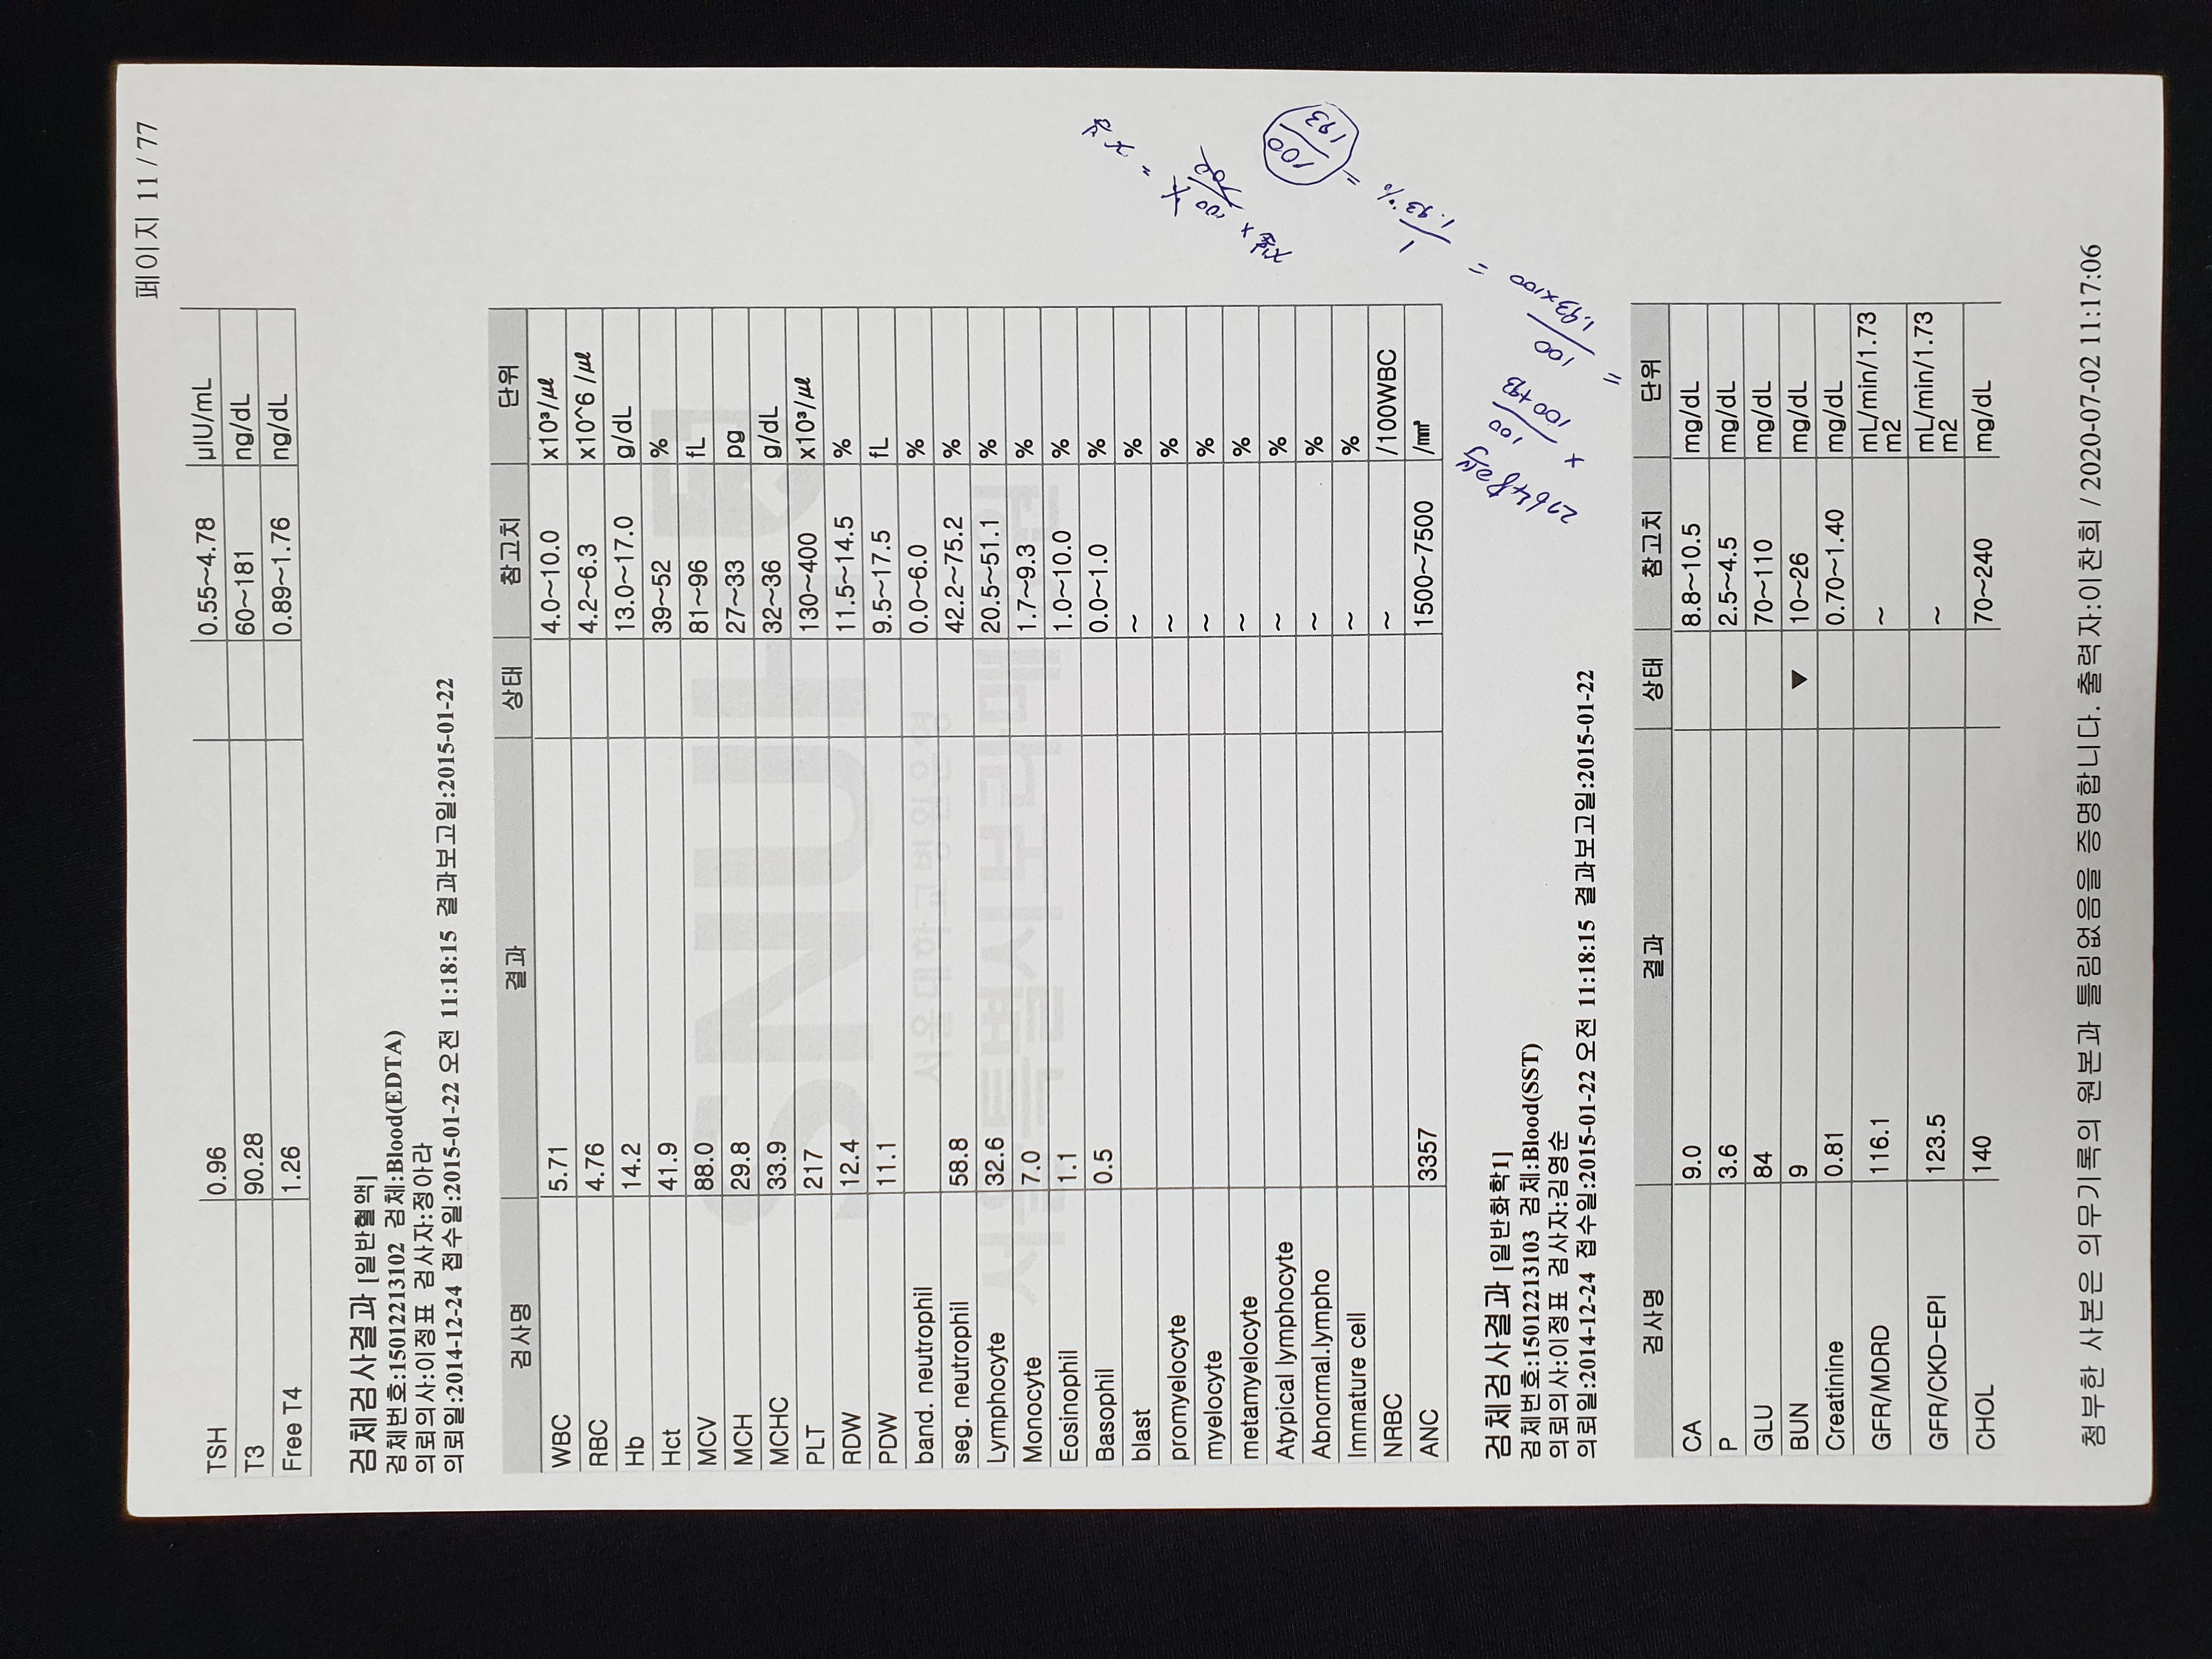 페이지 11 / 77
TSH 0.96 0.55~4.78 µIU/mL
T3 90.28 60~181 ng/dL
Free T4 1.26 0.89~1.76 ng/dL
검체검사결과 [일반혈액]
검체번호:15012213102 검체:Blood(EDTA)
의뢰의사:이정표 검사자:정아라
의뢰일:2014-12-24 접수일:2015-01-22 오전 11:18:15 결과보고일:2015-01-22
검사명 결과 상태 참고치 단위
WBC 5.71 4.0~10.0 x10³/㎕
RBC 4.76 4.2~6.3 x10^6 /㎕
Hb 14.2 13.0~17.0 g/dL
Hct 41.9 39~52 %
MCV 88.0 81~96 fL
MCH 29.8 27~33 pg
MCHC 33.9 32~36 g/dL
PLT 217 130~400 x10³/㎕
RDW 12.4 11.5~14.5 %
PDW 11.1 9.5~17.5 fL
band. neutrophil 0.0~6.0 %
seg. neutrophil 58.8 42.2~75.2 %
Lymphocyte 32.6 20.5~51.1 %
Monocyte 7.0 1.7~9.3 %
Eosinophil 1.1 1.0~10.0 %
Basophil 0.5 0.0~1.0 %
blast ~ %
promyelocyte ~ %
myelocyte ~ %
metamyelocyte ~ %
Atypical lymphocyte ~ %
Abnormal.lympho ~ %
Immature cell ~ %
NRBC ~ /100WBC
ANC 3357 1500~7500 /㎣
SNUH
서울대학교병원운영
서울특별시보라매병원
검체검사결과 [일반화학1]
검체번호:15012213103 검체:Blood(SST)
의뢰의사:이정표 검사자:김영순
의뢰일:2014-12-24 접수일:2015-01-22 오전 11:18:15 결과보고일:2015-01-22
× 100/100+93
= 100/1.93×100 = 1/1.93% = 100/193
검사명 결과 상태 참고치 단위
CA 9.0 8.8~10.5 mg/dL
P 3.6 2.5~4.5 mg/dL
GLU 84 70~110 mg/dL
BUN 9 ▼ 10~26 mg/dL
Creatinine 0.81 0.70~1.40 mg/dL
GFR/MDRD 116.1 ~ mL/min/1.73
m2
GFR/CKD-EPI 123.5 ~ mL/min/1.73
m2
CHOL 140 70~240 mg/dL
첨부한 사본은 의무기록의 원본과 틀림없음을 증명합니다. 출력자:이찬희 / 2020-07-02 11:17:06